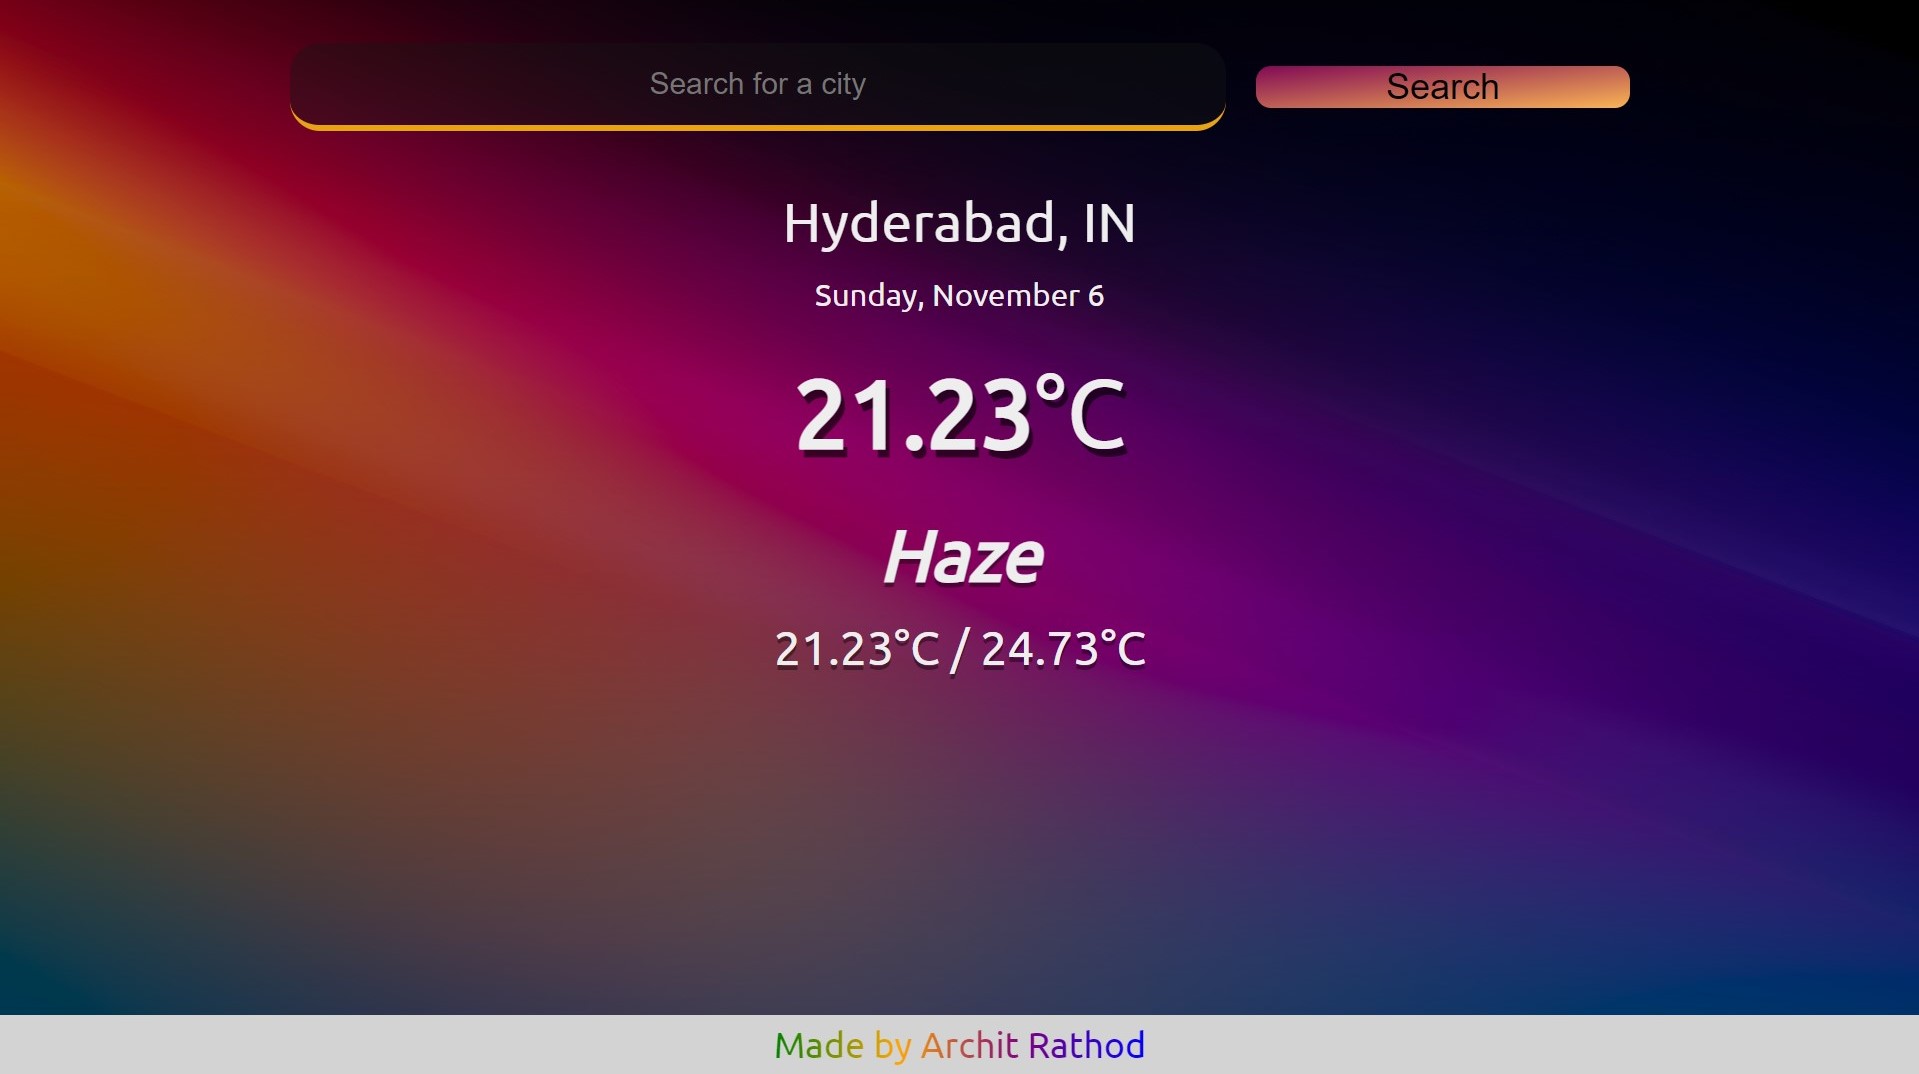 Search for a city
Search
Hyderabad, IN
Sunday, November 6
21.23°C
Haze
21.23°C / 24.73°C
Made by Archit Rathod